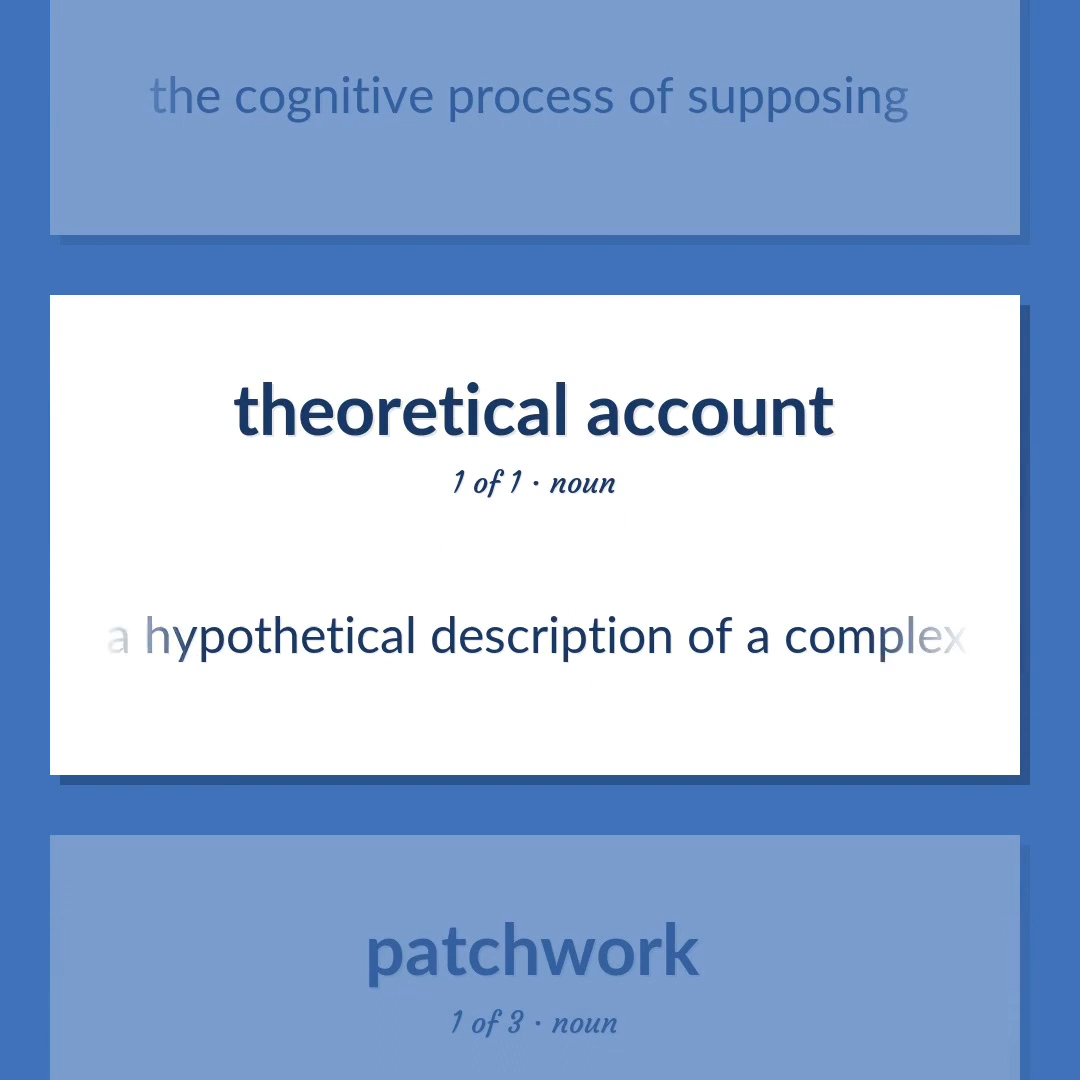 the cognitive process of supposing
theoretical account
1 of 1 · noun
a hypothetical description of a complex
patchwork
1 of 3 · noun